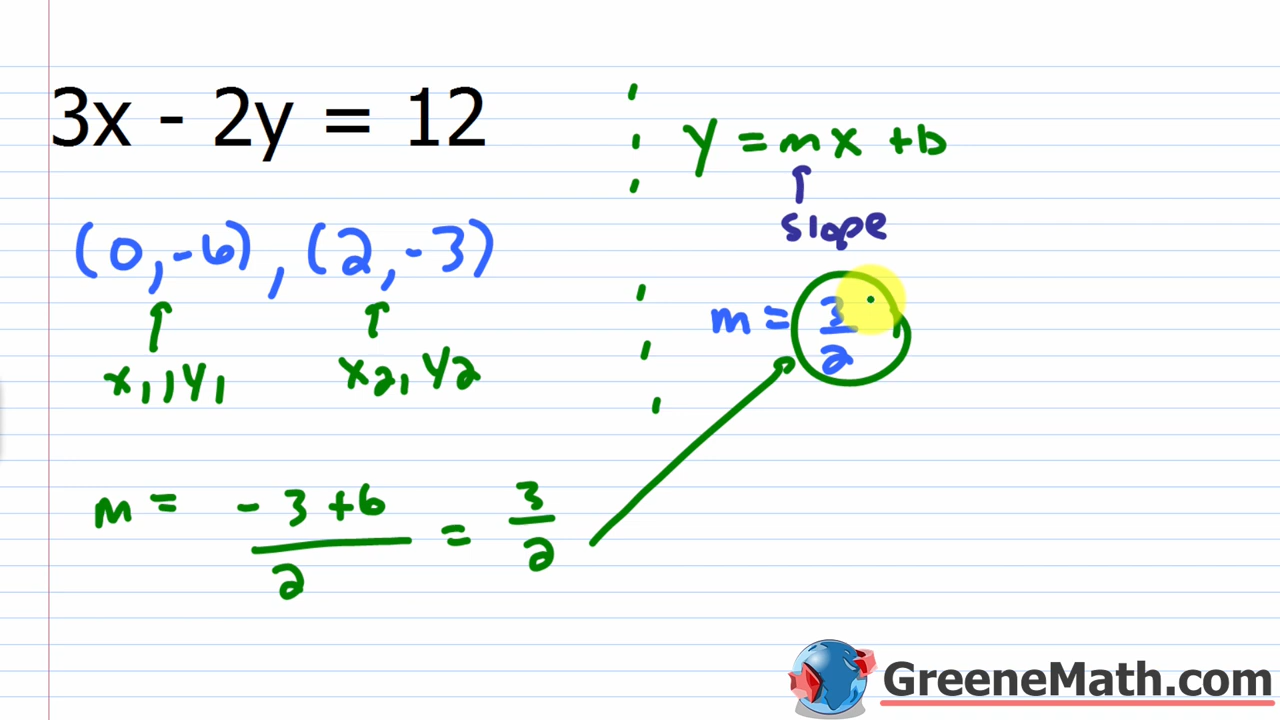 3x - 2y = 12
y = mx + b
slope
(0, -6), (2, -3)
x1, y1
x2, y2
m = 3/2
m = -3 + 6 / 2 = 3/2
GreeneMath.com